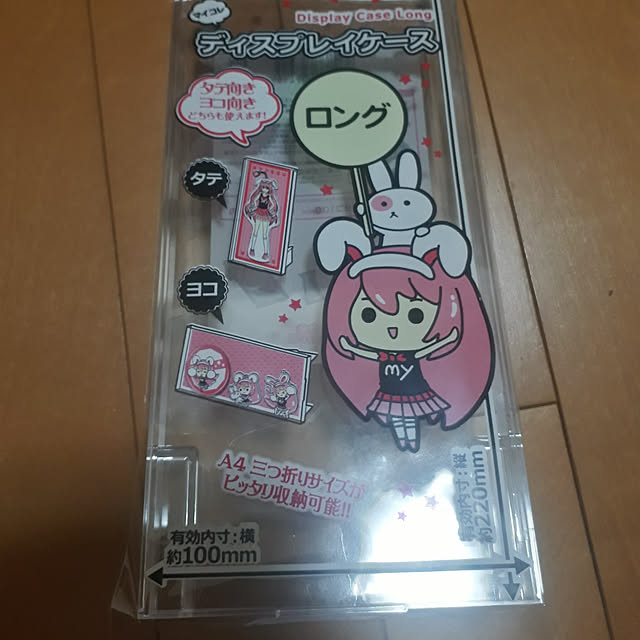 マイコレ
Display Case Long
ディスプレイケース
タテ向き
ヨコ向き
どちらも使えます!
ロング
タテ
ヨコ
my
A4 三つ折りサイズが
ピッタリ収納可能!!
有効内寸:横
約100mm
有効内寸:縦
約220mm